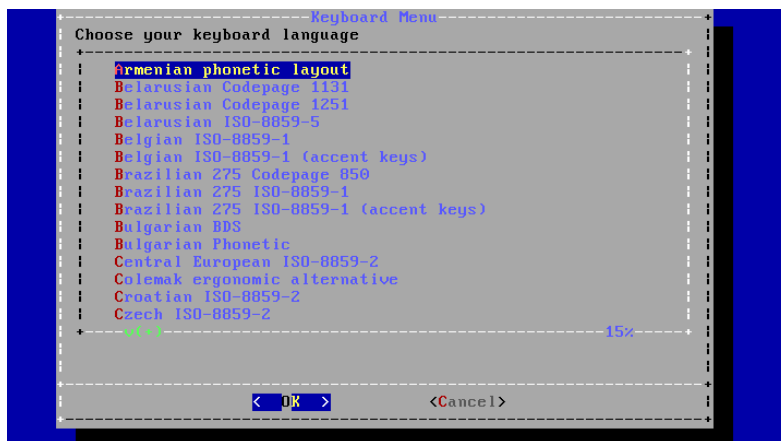 Keyboard Menu
Choose your keyboard language
Armenian phonetic layout
Belarusian Codepage 1131
Belarusian Codepage 1251
Belarusian ISO-8859-5
Belgian ISO-8859-1
Belgian ISO-8859-1 (accent keys)
Brazilian 275 Codepage 850
Brazilian 275 ISO-8859-1
Brazilian 275 ISO-8859-1 (accent keys)
Bulgarian BDS
Bulgarian Phonetic
Central European ISO-8859-2
Colemak ergonomic alternative
Croatian ISO-8859-2
Czech ISO-8859-2
v(+) 15%
< OK > <Cancel>